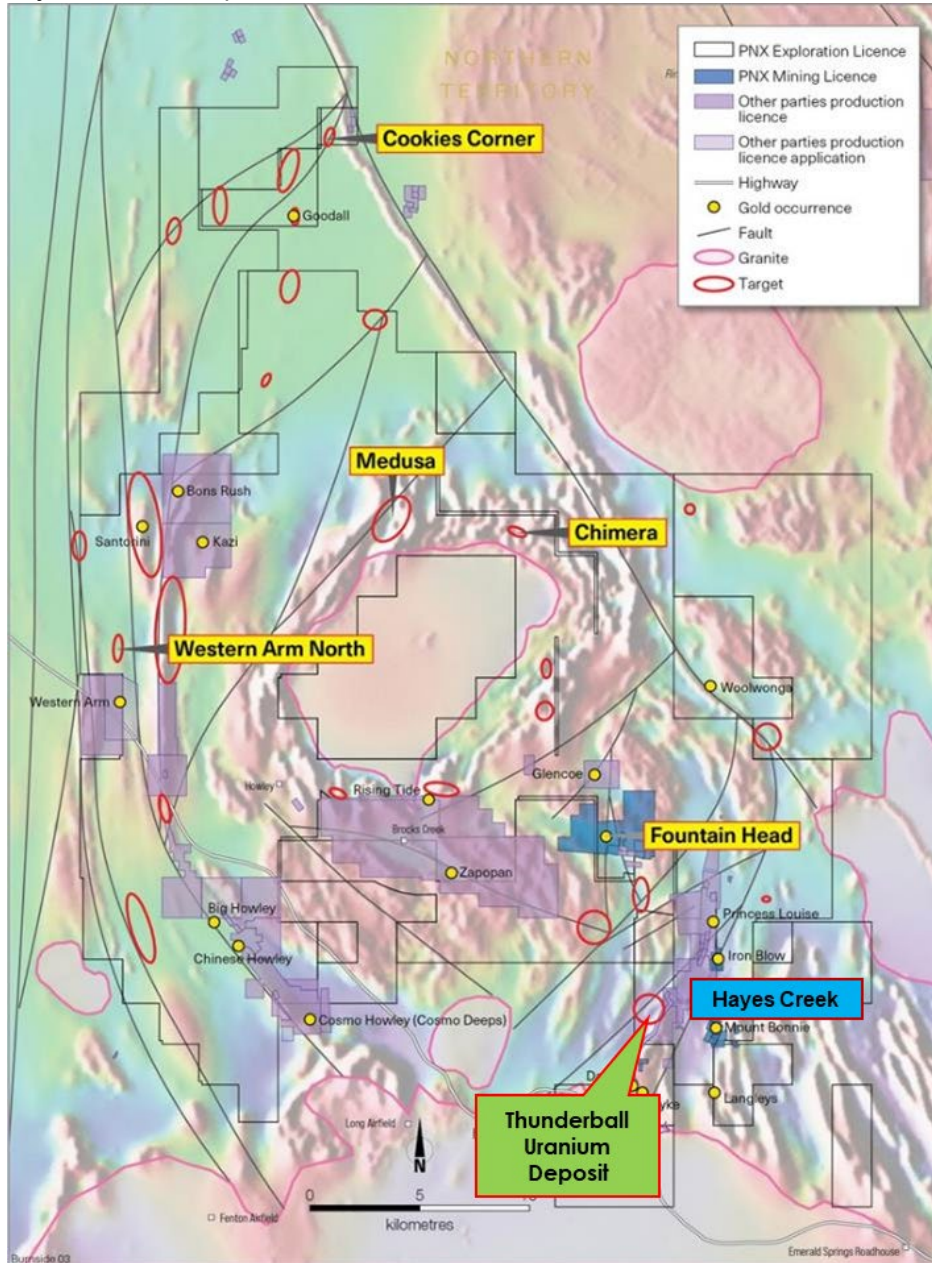 NORTHERN
TERRITORY
PNX Exploration Licence
PNX Mining Licence
Other parties production
licence
Other parties production
licence application
Highway
Gold occurrence
Fault
Granite
Target
Cookies Corner
Goodall
Medusa
Bons Rush
Santorini
Kazi
Chimera
Western Arm North
Western Arm
Woolwonga
Howley
Rising Tide
Glencoe
Brocks Creek
Fountain Head
Zapopan
Big Howley
Princess Louise
Chinese Howley
Iron Blow
Hayes Creek
Cosmo Howley (Cosmo Deeps)
Mount Bonnie
Langleys
Thunderball
Uranium
Deposit
Long Airfield
N
0 5
kilometres
Fenton Airfield
Emerald Springs Roadhouse
Burnside 03